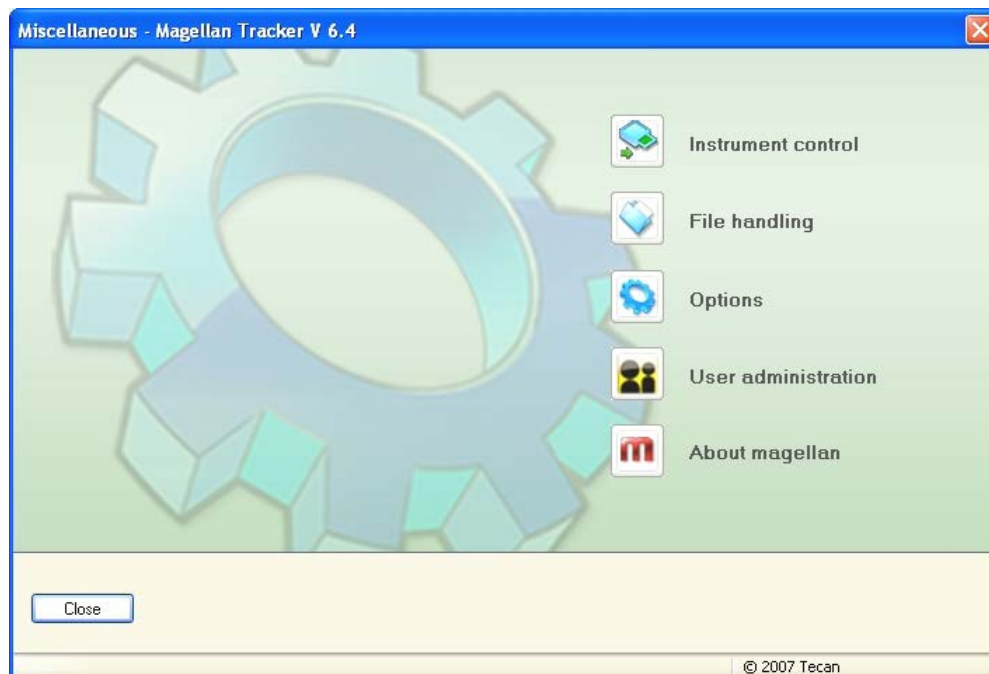 Miscellaneous - Magellan Tracker V 6.4
Instrument control
File handling
Options
User administration
m
About magellan
Close
© 2007 Tecan